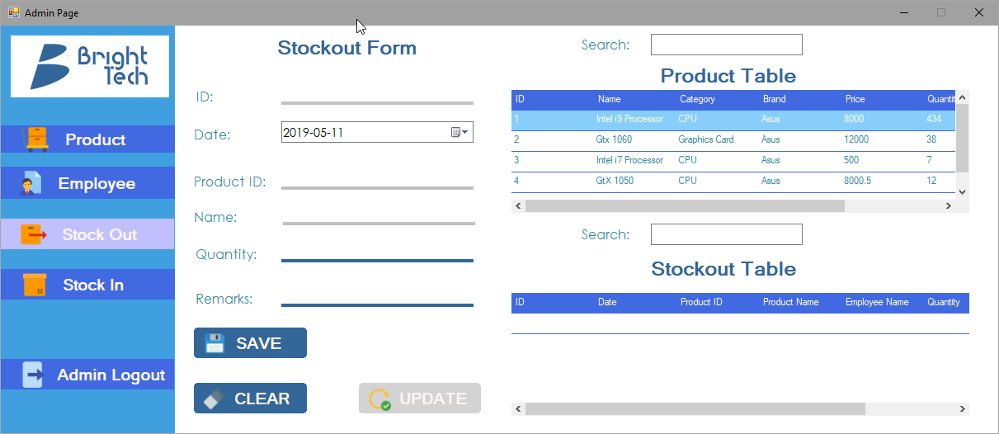 Admin Page
Bright
Tech
Product
Employee
Stock Out
Stock In
Admin Logout
Stockout Form
ID:
Date:
2019-05-11
Product ID:
Name:
Quantity:
Remarks:
SAVE
CLEAR
UPDATE
Search:
Product Table
ID Name Category Brand Price Quantit
1 Intel i9 Processor CPU Asus 8000 434
2 Gtx 1060 Graphics Card Asus 12000 38
3 Intel i7 Processor CPU Asus 500 7
4 GtX 1050 CPU Asus 8000.5 12
Search:
Stockout Table
ID Date Product ID Product Name Employee Name Quantity